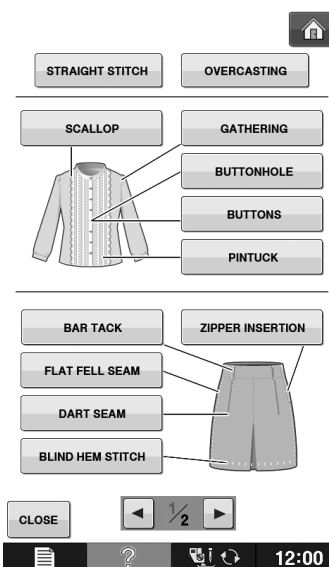 STRAIGHT STITCH OVERCASTING
SCALLOP GATHERING
BUTTONHOLE
BUTTONS
PINTUCK
BAR TACK ZIPPER INSERTION
FLAT FELL SEAM
DART SEAM
BLIND HEM STITCH
CLOSE 1/2
? 12:00